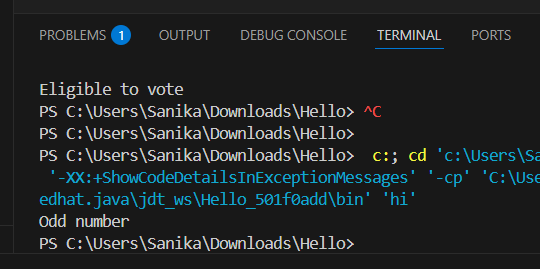 PROBLEMS 1 OUTPUT DEBUG CONSOLE TERMINAL PORTS
Eligible to vote
PS C:\Users\Sanika\Downloads\Hello> ^C
PS C:\Users\Sanika\Downloads\Hello>
PS C:\Users\Sanika\Downloads\Hello>  c:; cd 'c:\Users\Sa
'-XX:+ShowCodeDetailsInExceptionMessages' '-cp' 'C:\Use
edhat.java\jdt_ws\Hello_501f0add\bin' 'hi'
Odd number
PS C:\Users\Sanika\Downloads\Hello>